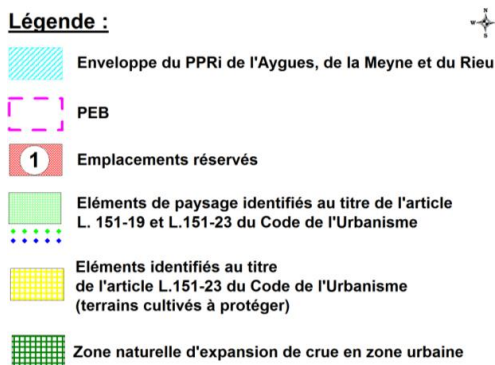 Légende :
N
W
S
Enveloppe du PPRi de l'Aygues, de la Meyne et du Rieu
PEB
1
Emplacements réservés
Eléments de paysage identifiés au titre de l'article
L. 151-19 et L.151-23 du Code de l'Urbanisme
Eléments identifiés au titre
de l'article L.151-23 du Code de l'Urbanisme
(terrains cultivés à protéger)
Zone naturelle d'expansion de crue en zone urbaine